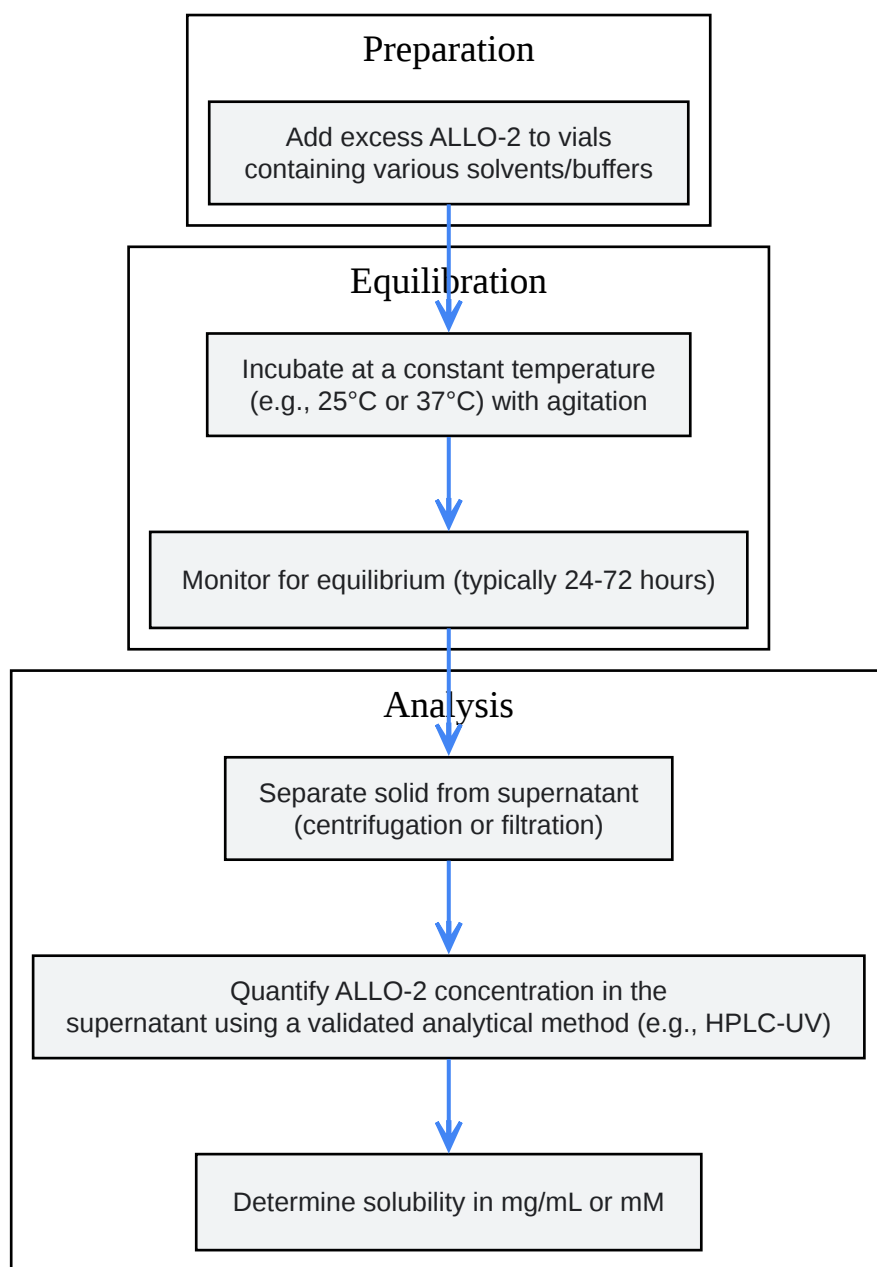 Preparation
Add excess ALLO-2 to vials
containing various solvents/buffers
Equilibration
Incubate at a constant temperature
(e.g., 25°C or 37°C) with agitation
Monitor for equilibrium (typically 24-72 hours)
Analysis
Separate solid from supernatant
(centrifugation or filtration)
Quantify ALLO-2 concentration in the
supernatant using a validated analytical method (e.g., HPLC-UV)
Determine solubility in mg/mL or mM